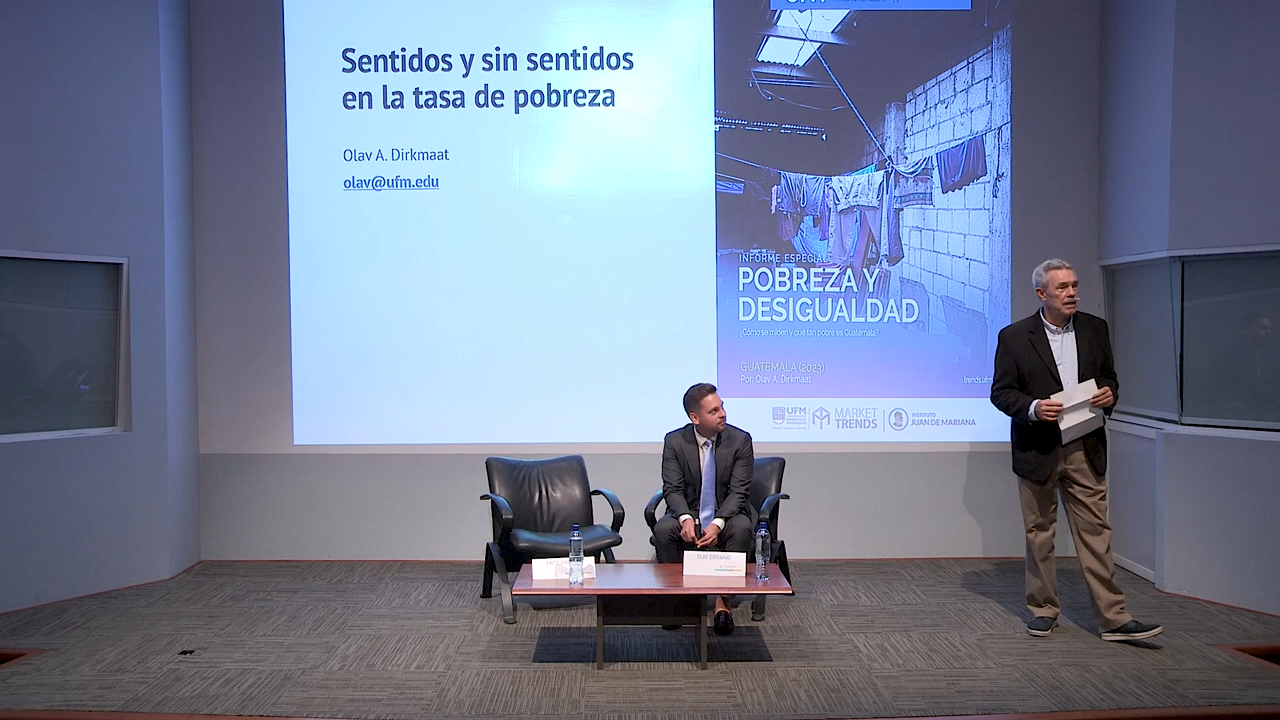 Sentidos y sin sentidos
en la tasa de pobreza
Olav A. Dirkmaat
olav@ufm.edu
INFORME ESPECIAL
POBREZA Y
DESIGUALDAD
¿Cómo se miden y qué tan pobre es Guatemala?
GUATEMALA (2023)
Por: Olav A. Dirkmaat
trends.ufm
UFM
MARKET
TRENDS
INSTITUTO
JUAN DE MARIANA
OLAV DIRKMAAT